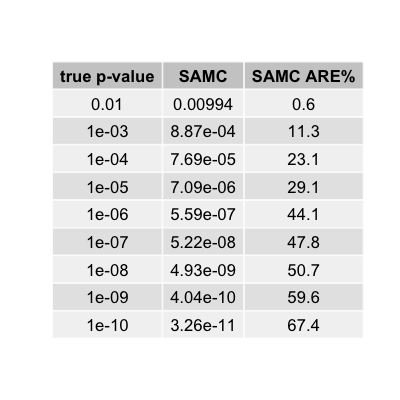 true p-value SAMC SAMC ARE%
0.01 0.00994 0.6
1e-03 8.87e-04 11.3
1e-04 7.69e-05 23.1
1e-05 7.09e-06 29.1
1e-06 5.59e-07 44.1
1e-07 5.22e-08 47.8
1e-08 4.93e-09 50.7
1e-09 4.04e-10 59.6
1e-10 3.26e-11 67.4